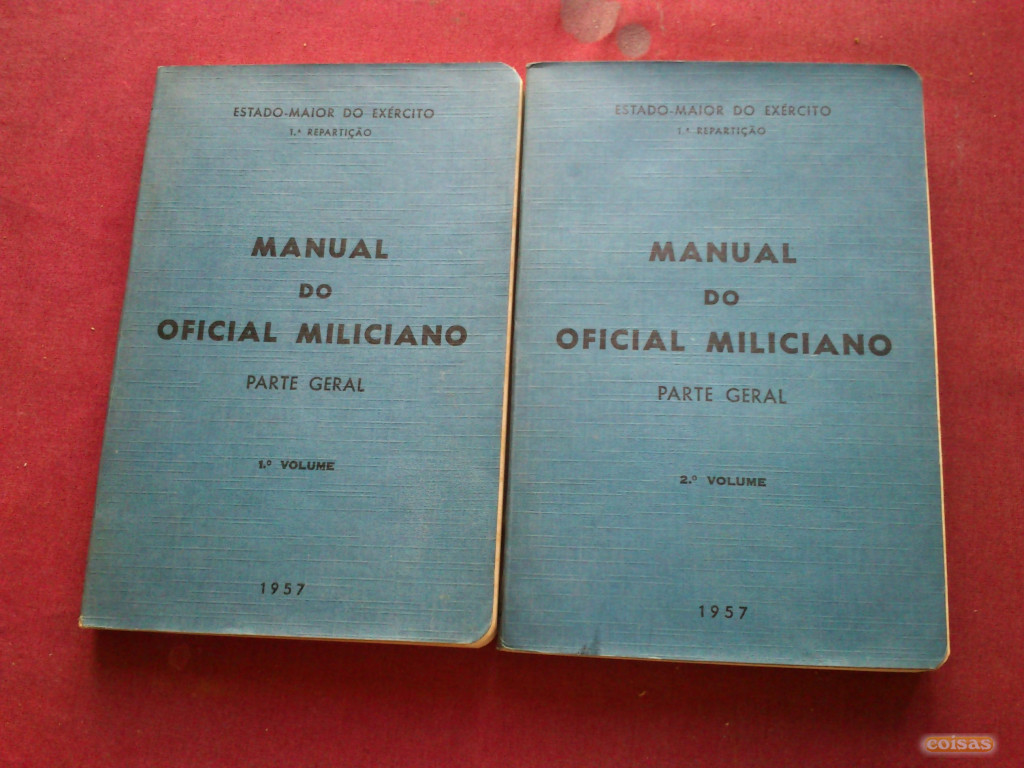 ESTADO-MAIOR DO EXÉRCITO
1.ª REPARTIÇÃO
MANUAL
DO
OFICIAL MILICIANO
PARTE GERAL
1.º VOLUME
1957
ESTADO-MAIOR DO EXÉRCITO
1.ª REPARTIÇÃO
MANUAL
DO
OFICIAL MILICIANO
PARTE GERAL
2.º VOLUME
1957
coisas